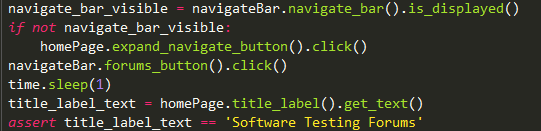 navigate_bar_visible = navigateBar.navigate_bar().is_displayed()
if not navigate_bar_visible:
    homePage.expand_navigate_button().click()
navigateBar.forums_button().click()
time.sleep(1)
title_label_text = homePage.title_label().get_text()
assert title_label_text == 'Software Testing Forums'